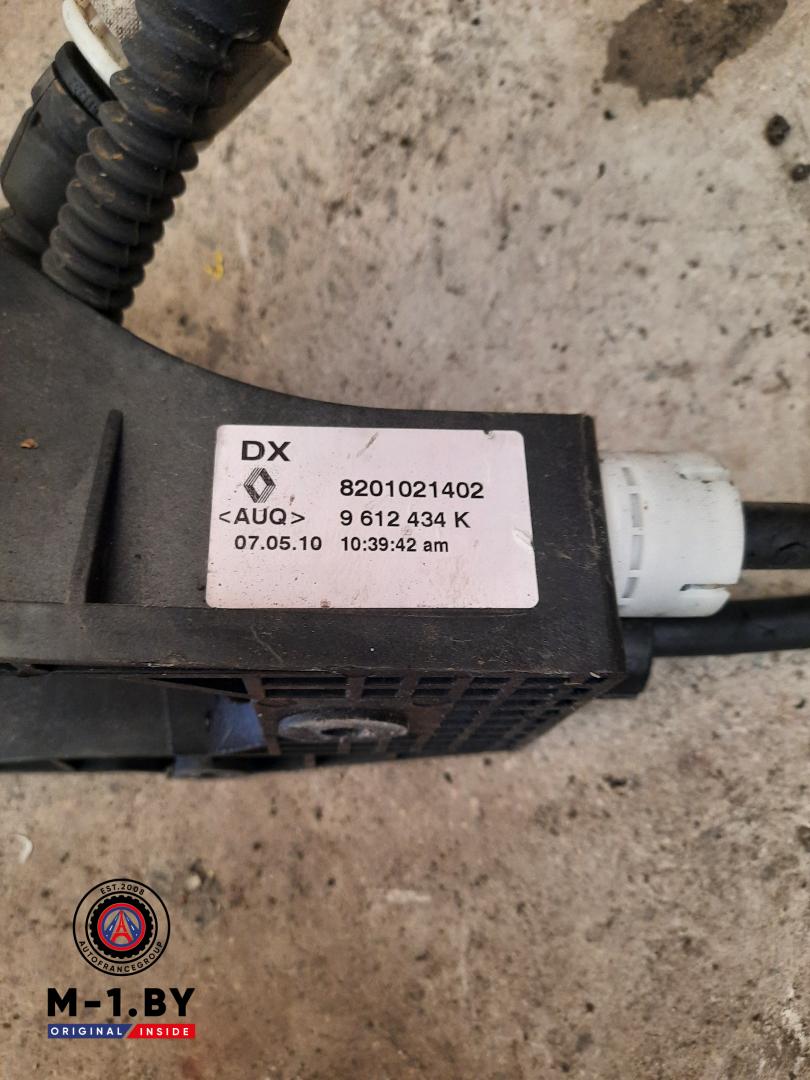 DX
8201021402
<AUQ> 9 612 434 K
07.05.10 10:39:42 am
EST.2008
AUTOFRANCEGROUP
M-1.BY
ORIGINAL INSIDE